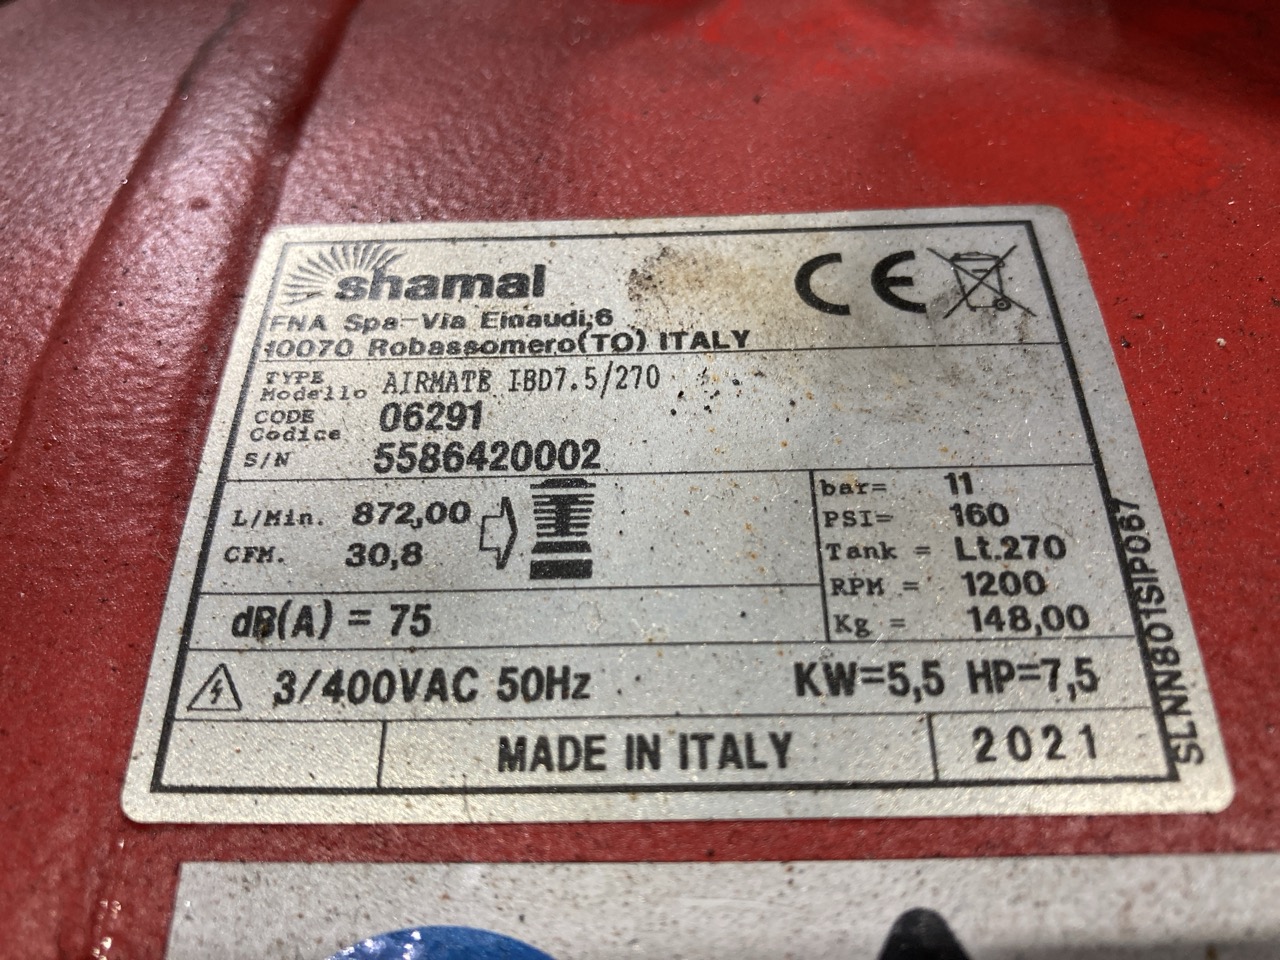 shamal
CE
FNA Spa-Via Einaudi,6
10070 Robassomero(TO) ITALY
TYPE
Modello AIRMATE IBD7.5/270
CODE
Codice 06291
S/N 5586420002
L/Min. 872,00
CFM. 30,8
dB(A) = 75
bar= 11
PSI= 160
Tank = Lt.270
RPM = 1200
Kg = 148,00
3/400VAC 50Hz KW=5,5 HP=7,5
MADE IN ITALY 2021
SLNN801SIP067